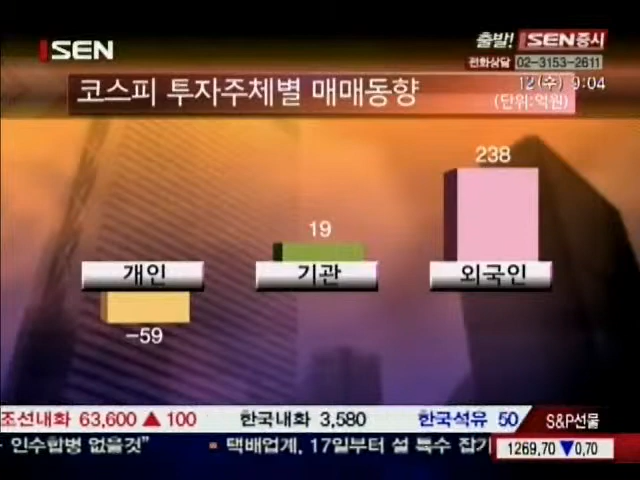 SEN
출발! SEN증시
전화상담 02-3153-2611
12(수) 9:04
코스피 투자주체별 매매동향
(단위:억원)
238
19
개인
기관
외국인
-59
조선내화 63,600 ▲ 100 한국내화 3,580 한국석유 50 S&P선물
인수합병 없을것” ▪ 택배업계, 17일부터 설 특수 잡기 1269,70 ▼0,70